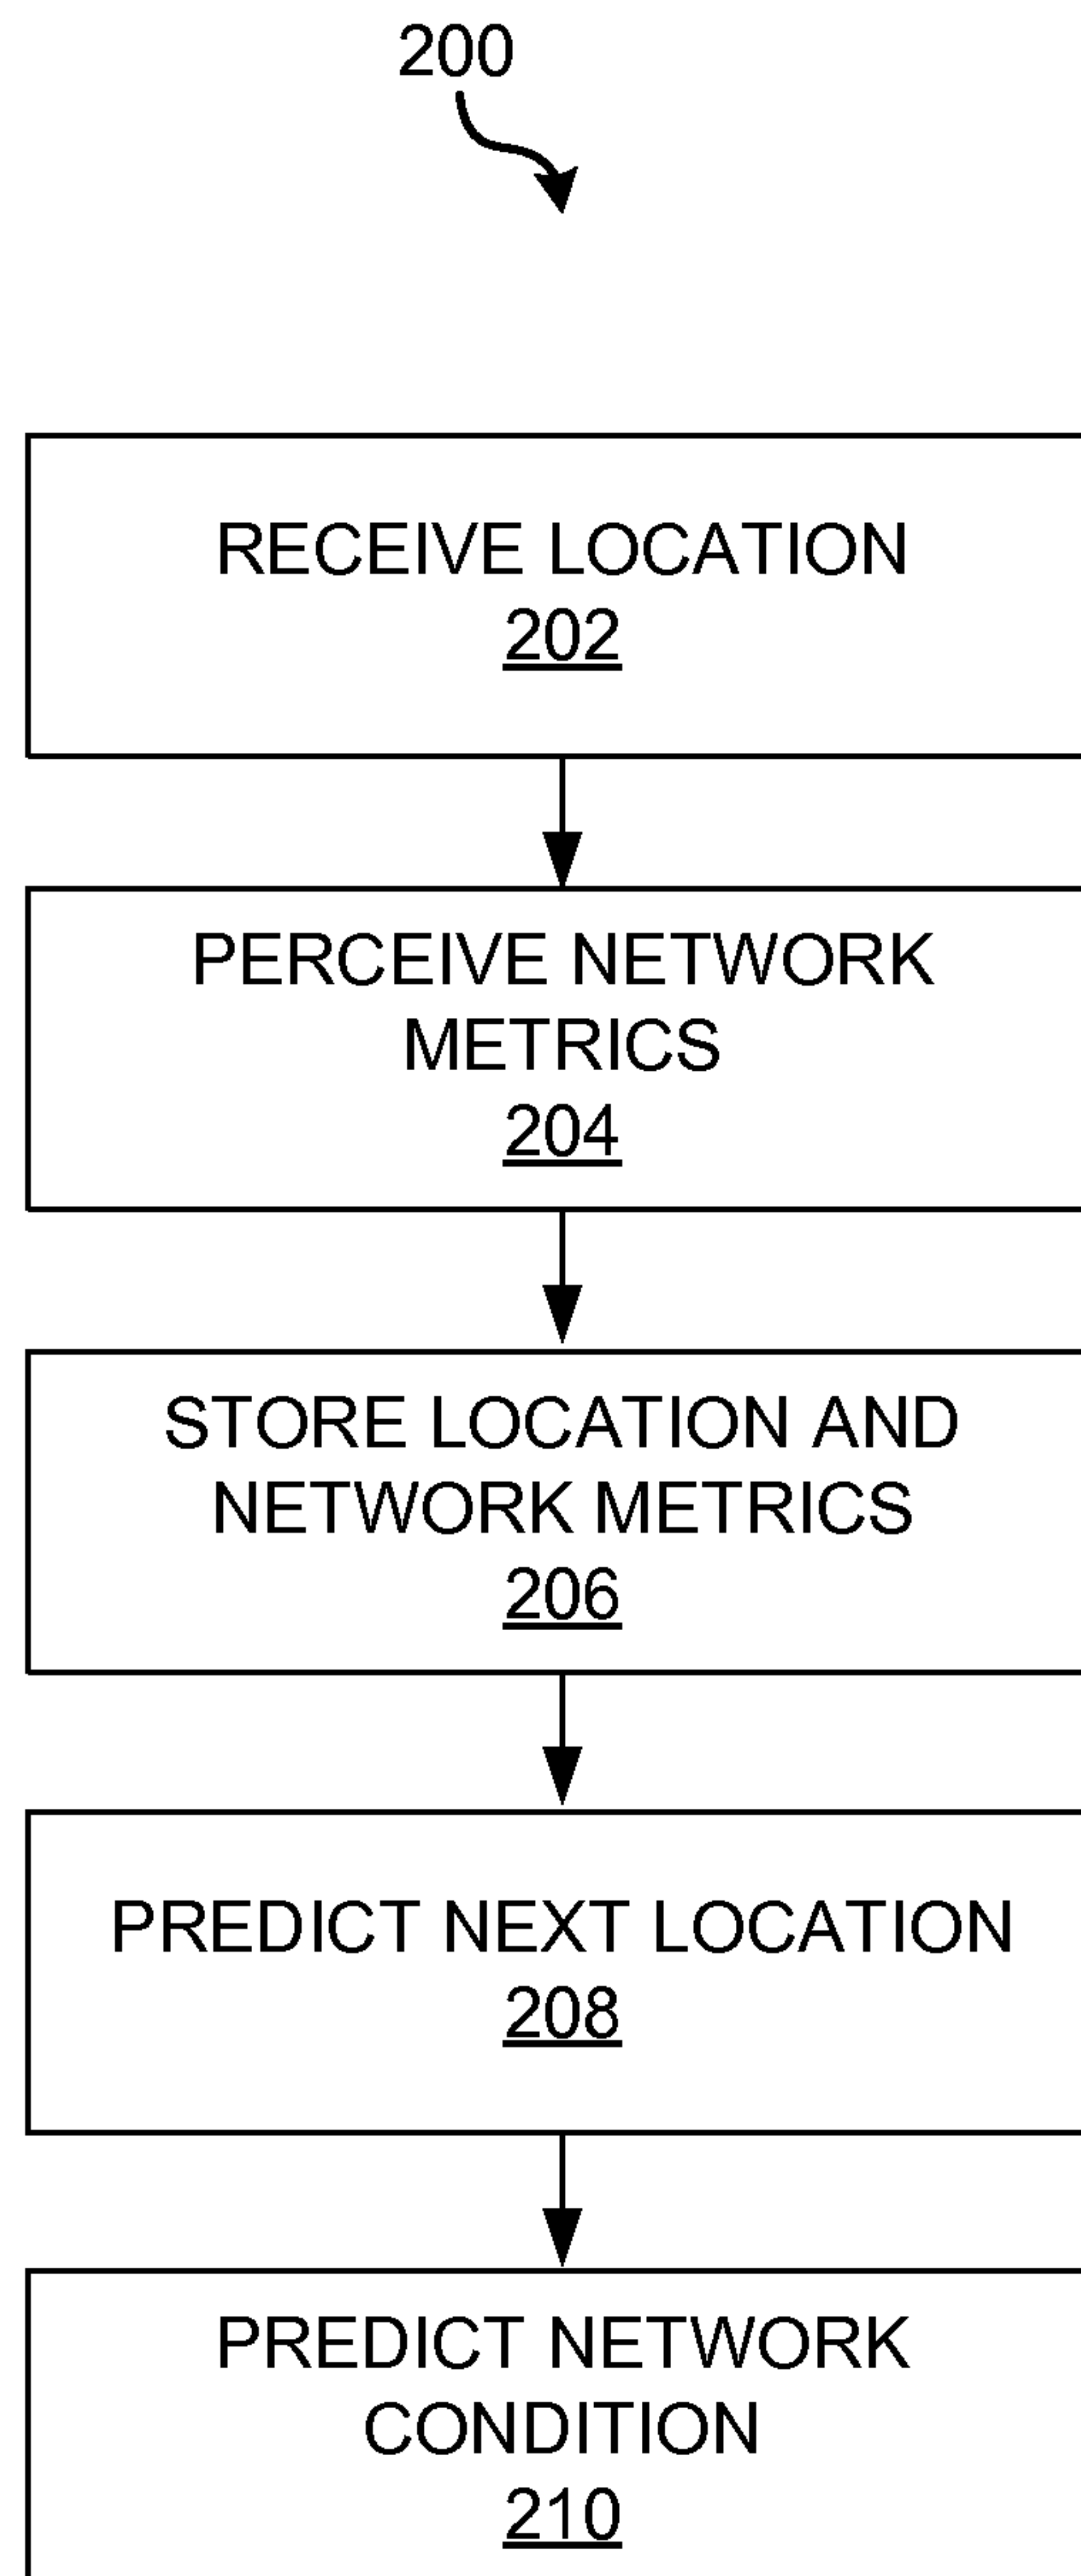 200
RECEIVE LOCATION
202
PERCEIVE NETWORK
METRICS
204
STORE LOCATION AND
NETWORK METRICS
206
PREDICT NEXT LOCATION
208
PREDICT NETWORK
CONDITION
210